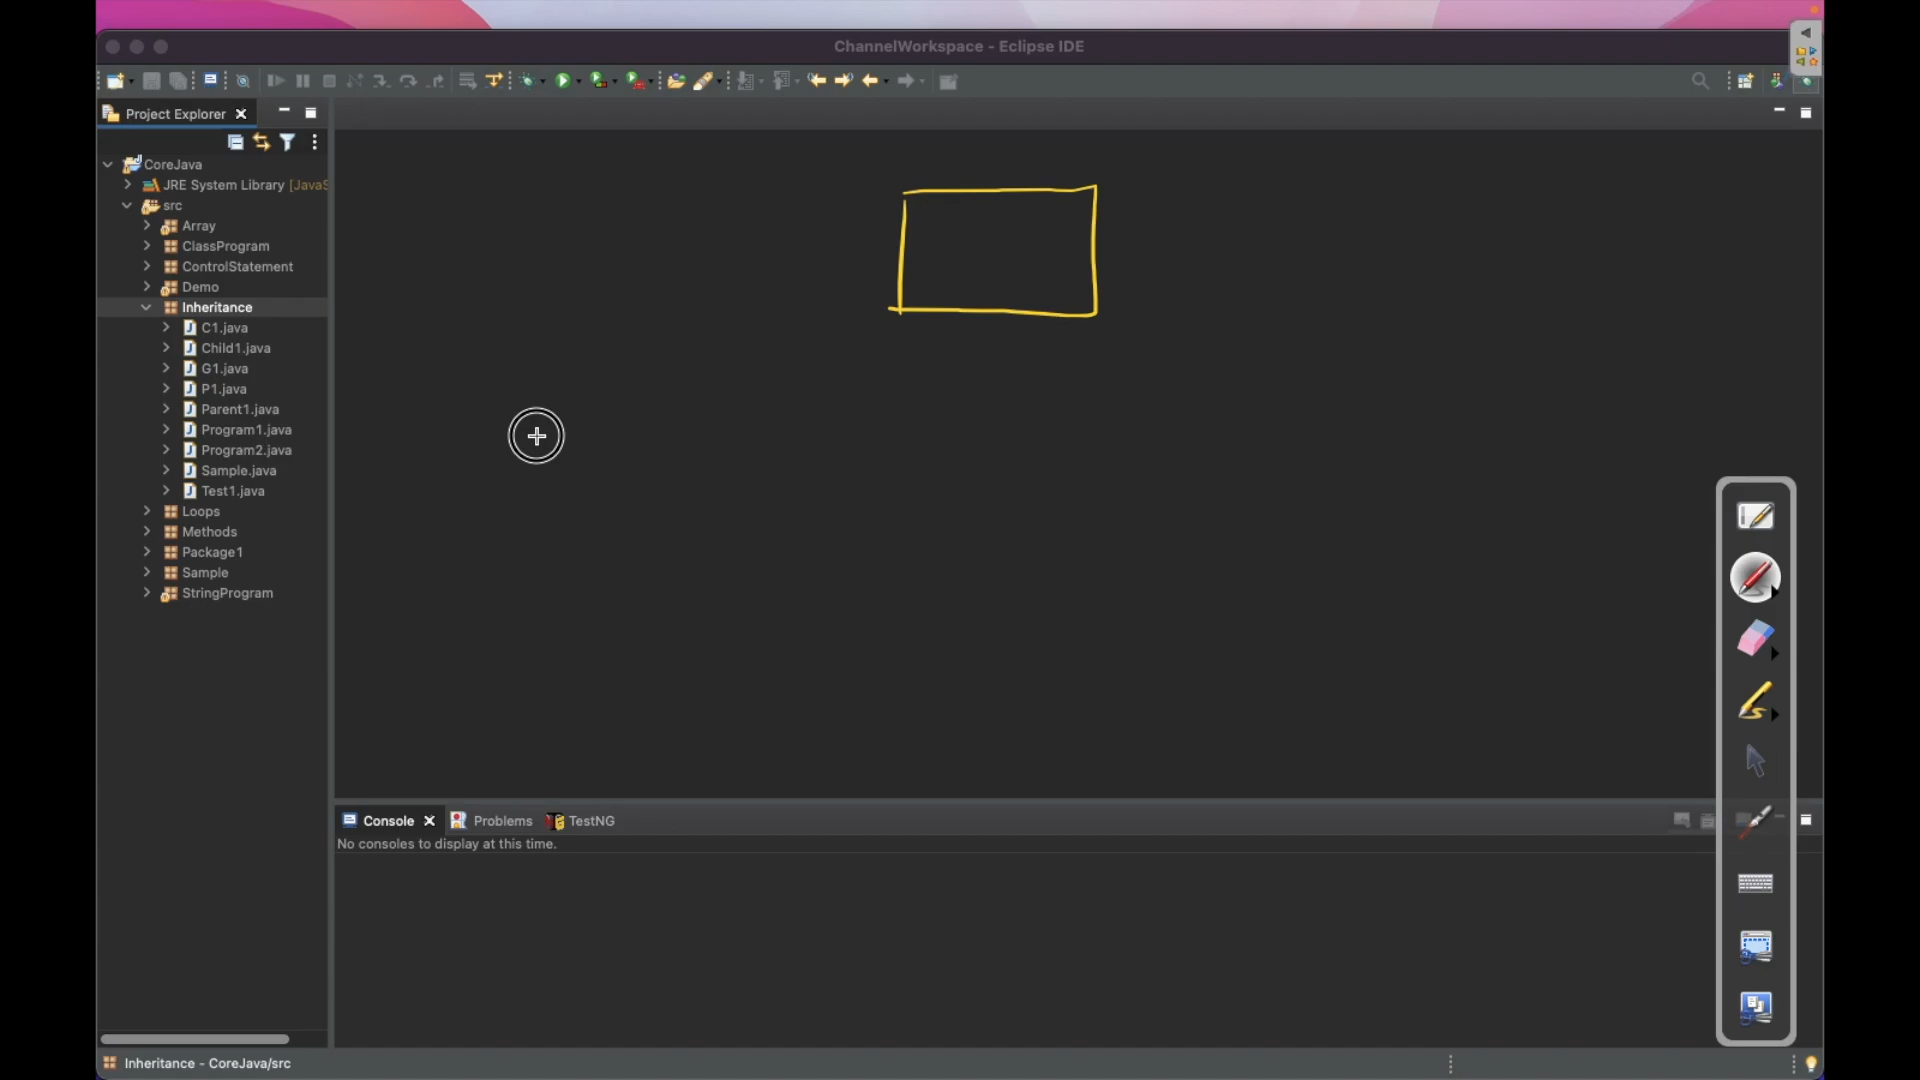 ChannelWorkspace - Eclipse IDE
Project Explorer
CoreJava
JRE System Library [JavaS
src
Array
ClassProgram
ControlStatement
Demo
Inheritance
C1.java
Child1.java
G1.java
P1.java
Parent1.java
Program1.java
Program2.java
Sample.java
Test1.java
Loops
Methods
Package1
Sample
StringProgram
Console Problems TestNG
No consoles to display at this time.
Inheritance - CoreJava/src